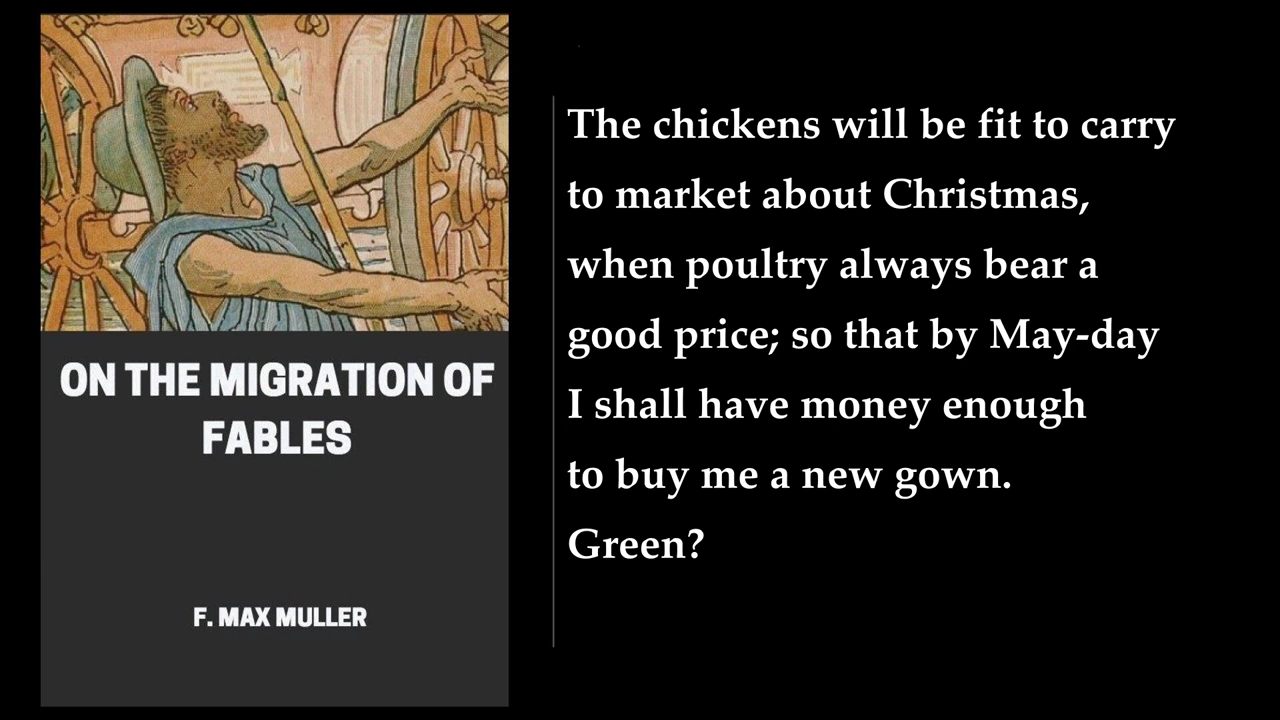 ON THE MIGRATION OF
FABLES
F. MAX MULLER
The chickens will be fit to carry
to market about Christmas,
when poultry always bear a
good price; so that by May-day
I shall have money enough
to buy me a new gown.
Green?